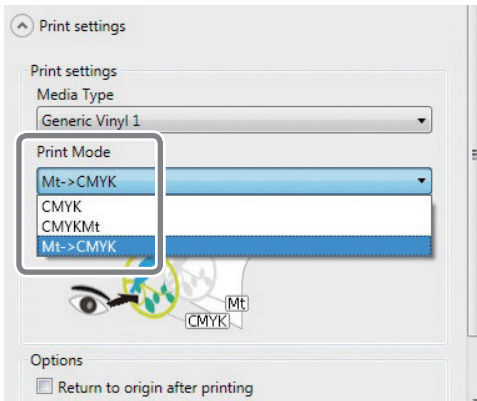 Print settings
Print settings
Media Type
Generic Vinyl 1
Print Mode
Mt->CMYK
CMYK
CMYKMt
Mt->CMYK
Mt
CMYK
Options
Return to origin after printing